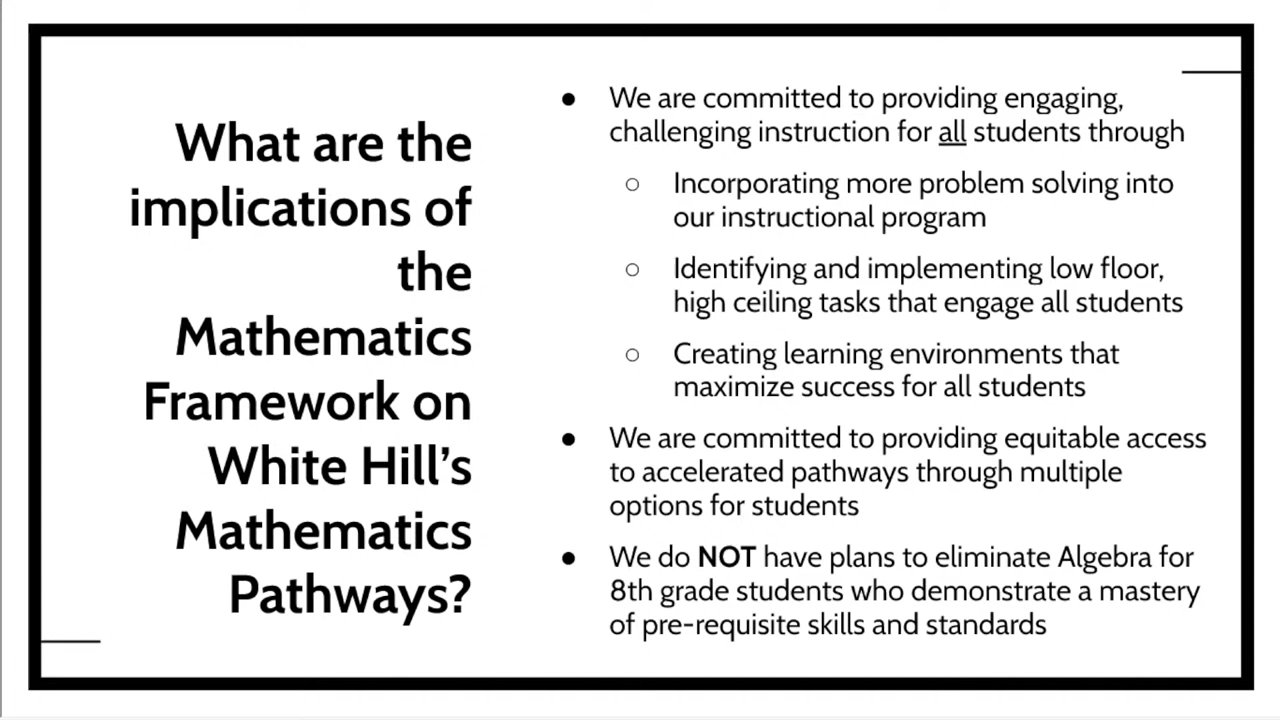 What are the
implications of
the
Mathematics
Framework on
White Hill's
Mathematics
Pathways?
● We are committed to providing engaging,
challenging instruction for all students through
○ Incorporating more problem solving into
our instructional program
○ Identifying and implementing low floor,
high ceiling tasks that engage all students
○ Creating learning environments that
maximize success for all students
● We are committed to providing equitable access
to accelerated pathways through multiple
options for students
● We do NOT have plans to eliminate Algebra for
8th grade students who demonstrate a mastery
of pre-requisite skills and standards